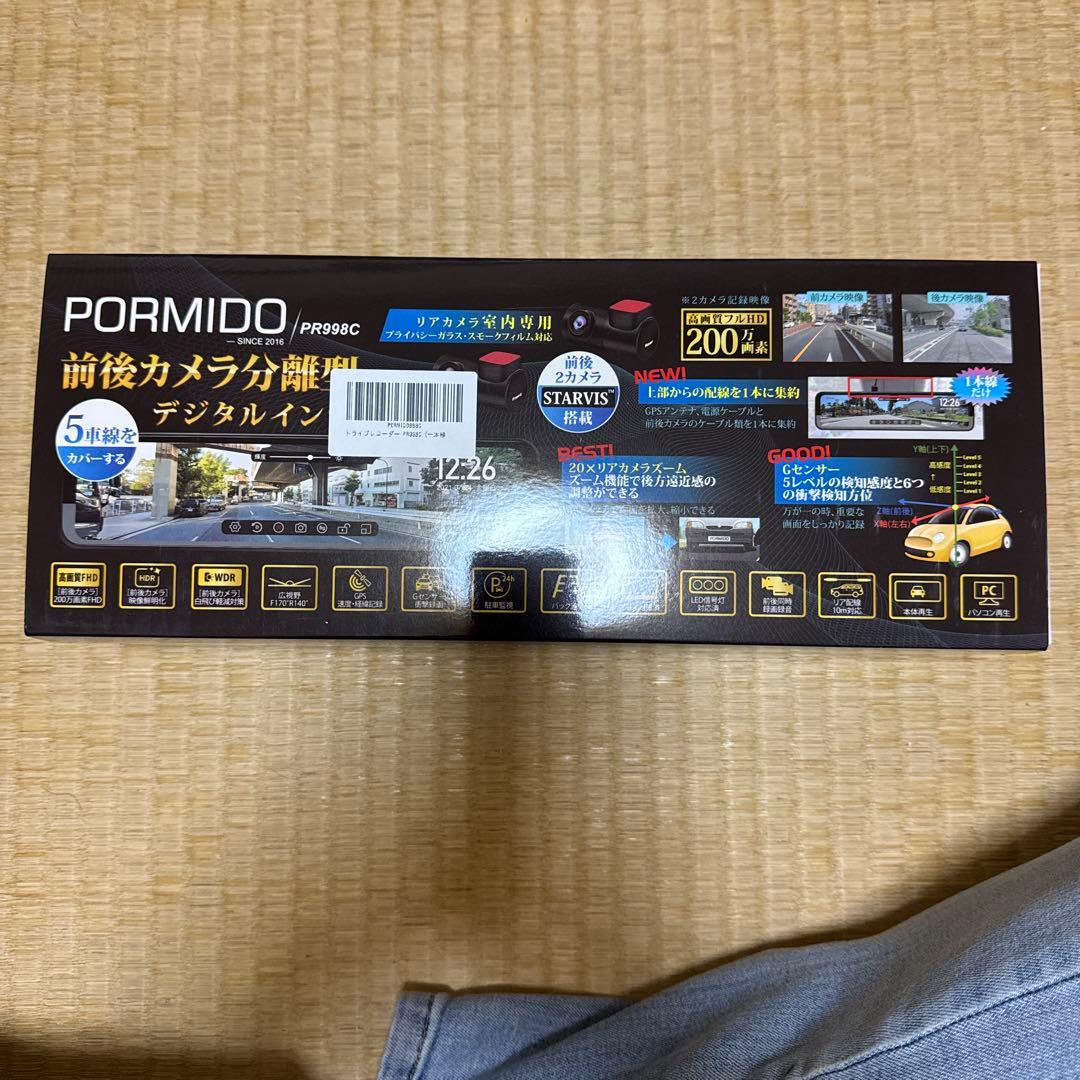 PORMIDO
SINCE 2016
/PR998C
前後カメラ分離型
デジタルイン
5車線を
カバーする
リアカメラ室内専用
プライバシーガラス・スモークフィルム対応
前後
2カメラ
STARVIS™
搭載
※2カメラ記録映像
高画質フルHD
200万画素
前カメラ映像
後カメラ映像
NEW!
上部からの配線を1本に集約
GPSアンテナ、電源ケーブルと
前後カメラのケーブル類を1本に集約
1本線
だけ
12:26
BEST!
20×リアカメラズーム
ズーム機能で後方遠近感の
調整ができる
拡大、縮小できる
PORMIDO
GOOD!
Gセンサー
5レベルの検知感度と6つ
の衝撃検知方位
万が一の時、重要な
画面をしっかり記録
Y軸(上下)
高感度
↑
低感度
Level 5
Level 4
Level 3
Level 2
Level 1
Z軸(前後)
X軸(左右)
輝度
12:26
高画質FHD
[前後カメラ]
200万画素FHD
HDR
[前後カメラ]
映像鮮明化
WDR
[前後カメラ]
白飛び軽減対策
広視野
F170°R140°
GPS
速度・経緯記録
Gセンサー
衝撃録画
P
24h
駐車監視
LED信号灯
対応済
前後同時
録画録音
リア配線
10m対応
本体再生
PC
パソコン再生